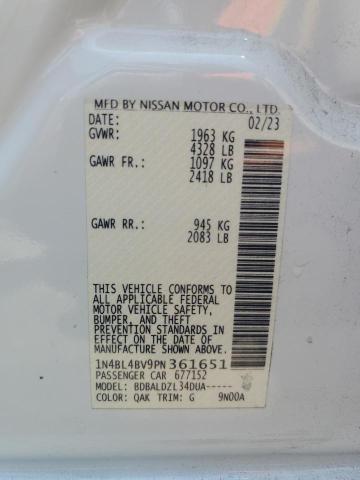 MFD BY NISSAN MOTOR CO., LTD.
DATE: 02/23
GVWR: 1963 KG
4328 LB
GAWR FR.: 1097 KG
2418 LB
GAWR RR.: 945 KG
2083 LB
THIS VEHICLE CONFORMS TO
ALL APPLICABLE FEDERAL
MOTOR VEHICLE SAFETY,
BUMPER, AND THEFT
PREVENTION STANDARDS IN
EFFECT ON THE DATE OF
MANUFACTURE SHOWN ABOVE.
1N4BL4BV9PN361651
PASSENGER CAR 677152
MODEL: BDBALDZL34DUA-----
COLOR: QAK TRIM: G 9N00A